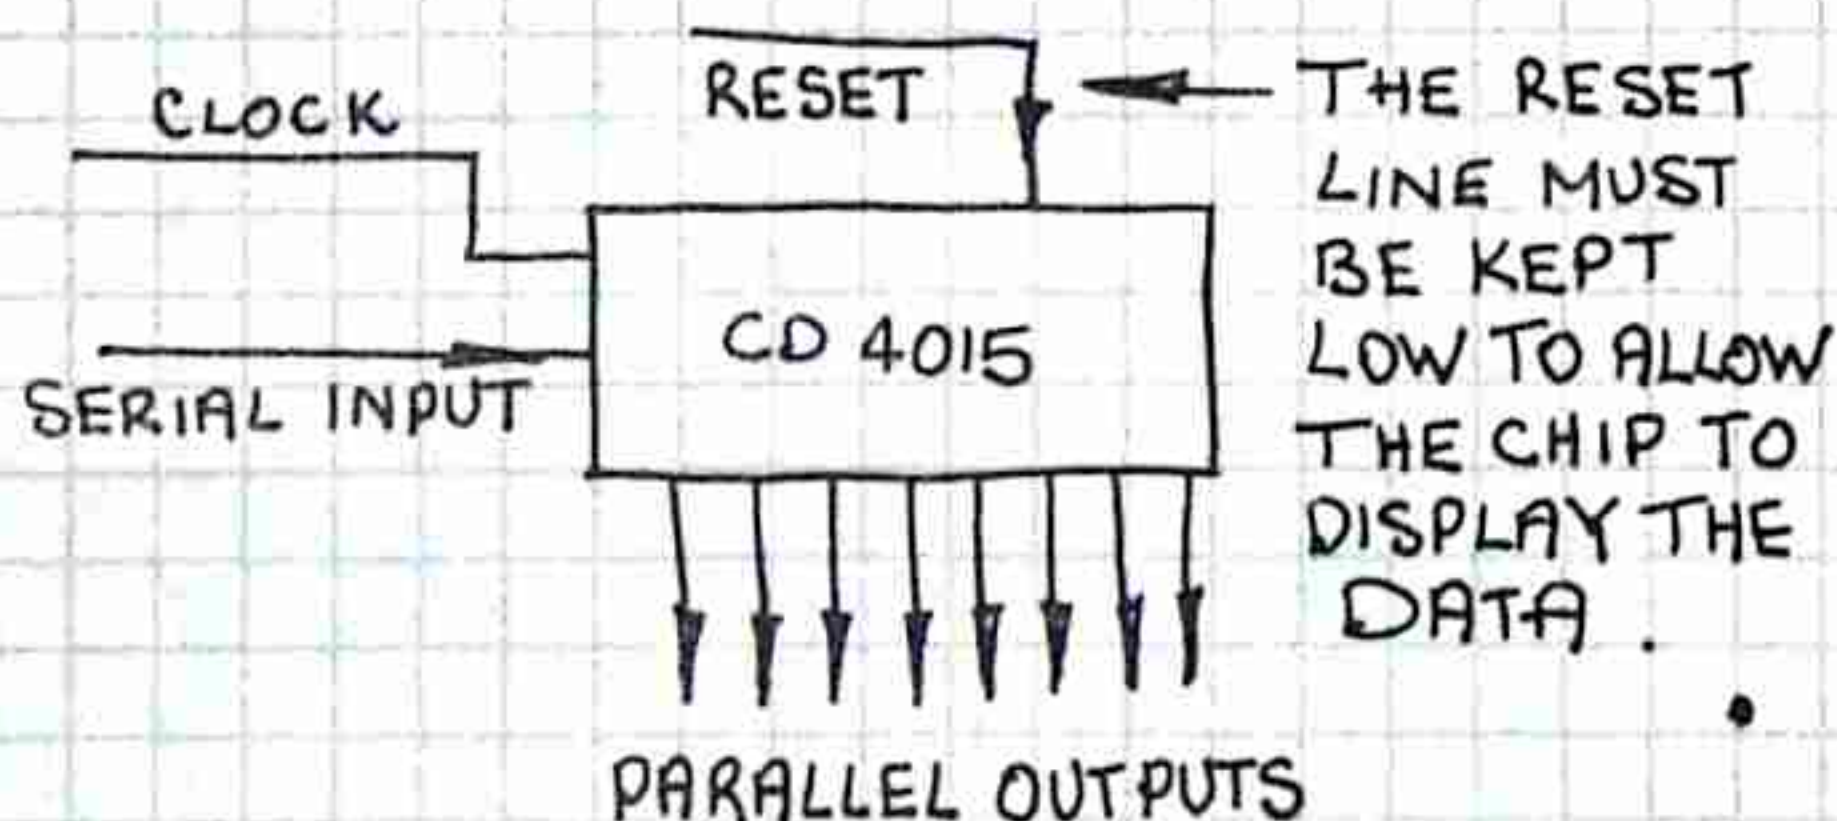 CLOCK
RESET
THE RESET
LINE MUST
BE KEPT
LOW TO ALLOW
THE CHIP TO
DISPLAY THE
DATA.
SERIAL INPUT
CD 4015
PARALLEL OUTPUTS